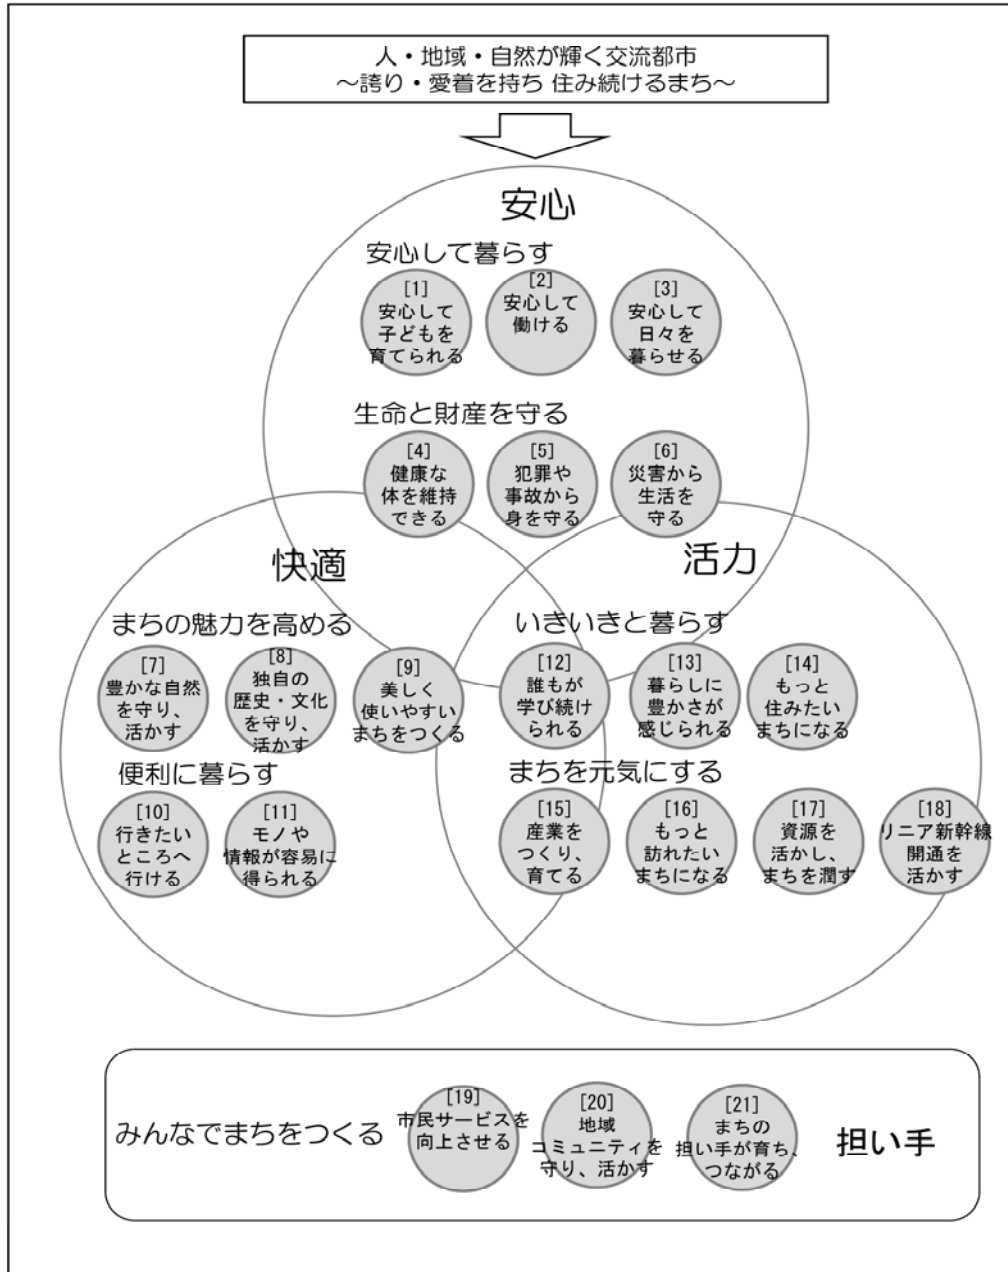 人・地域・自然が輝く交流都市
～誇り・愛着を持ち 住み続けるまち～
安心
安心して暮らす
[1]
安心して
子どもを
育てられる
[2]
安心して
働ける
[3]
安心して
日々を
暮らせる
生命と財産を守る
[4]
健康な
体を維持
できる
[5]
犯罪や
事故から
身を守る
[6]
災害から
生活を
守る
快適
まちの魅力を高める
[7]
豊かな自然
を守り、
活かす
[8]
独自の
歴史・文化
を守り、
活かす
[9]
美しく
使いやすい
まちをつくる
便利に暮らす
[10]
行きたい
ところへ
行ける
[11]
モノや
情報が容易に
得られる
活力
いきいきと暮らす
[12]
誰もが
学び続け
られる
[13]
暮らしに
豊かさが
感じられる
[14]
もっと
住みたい
まちになる
まちを元気にする
[15]
産業を
つくり、
育てる
[16]
もっと
訪れたい
まちになる
[17]
資源を
活かし、
まちを潤す
[18]
リニア新幹線
開通を
活かす
みんなでまちをつくる
[19]
市民サービスを
向上させる
[20]
地域
コミュニティを
守り、活かす
[21]
まちの
担い手が育ち、
つながる
担い手